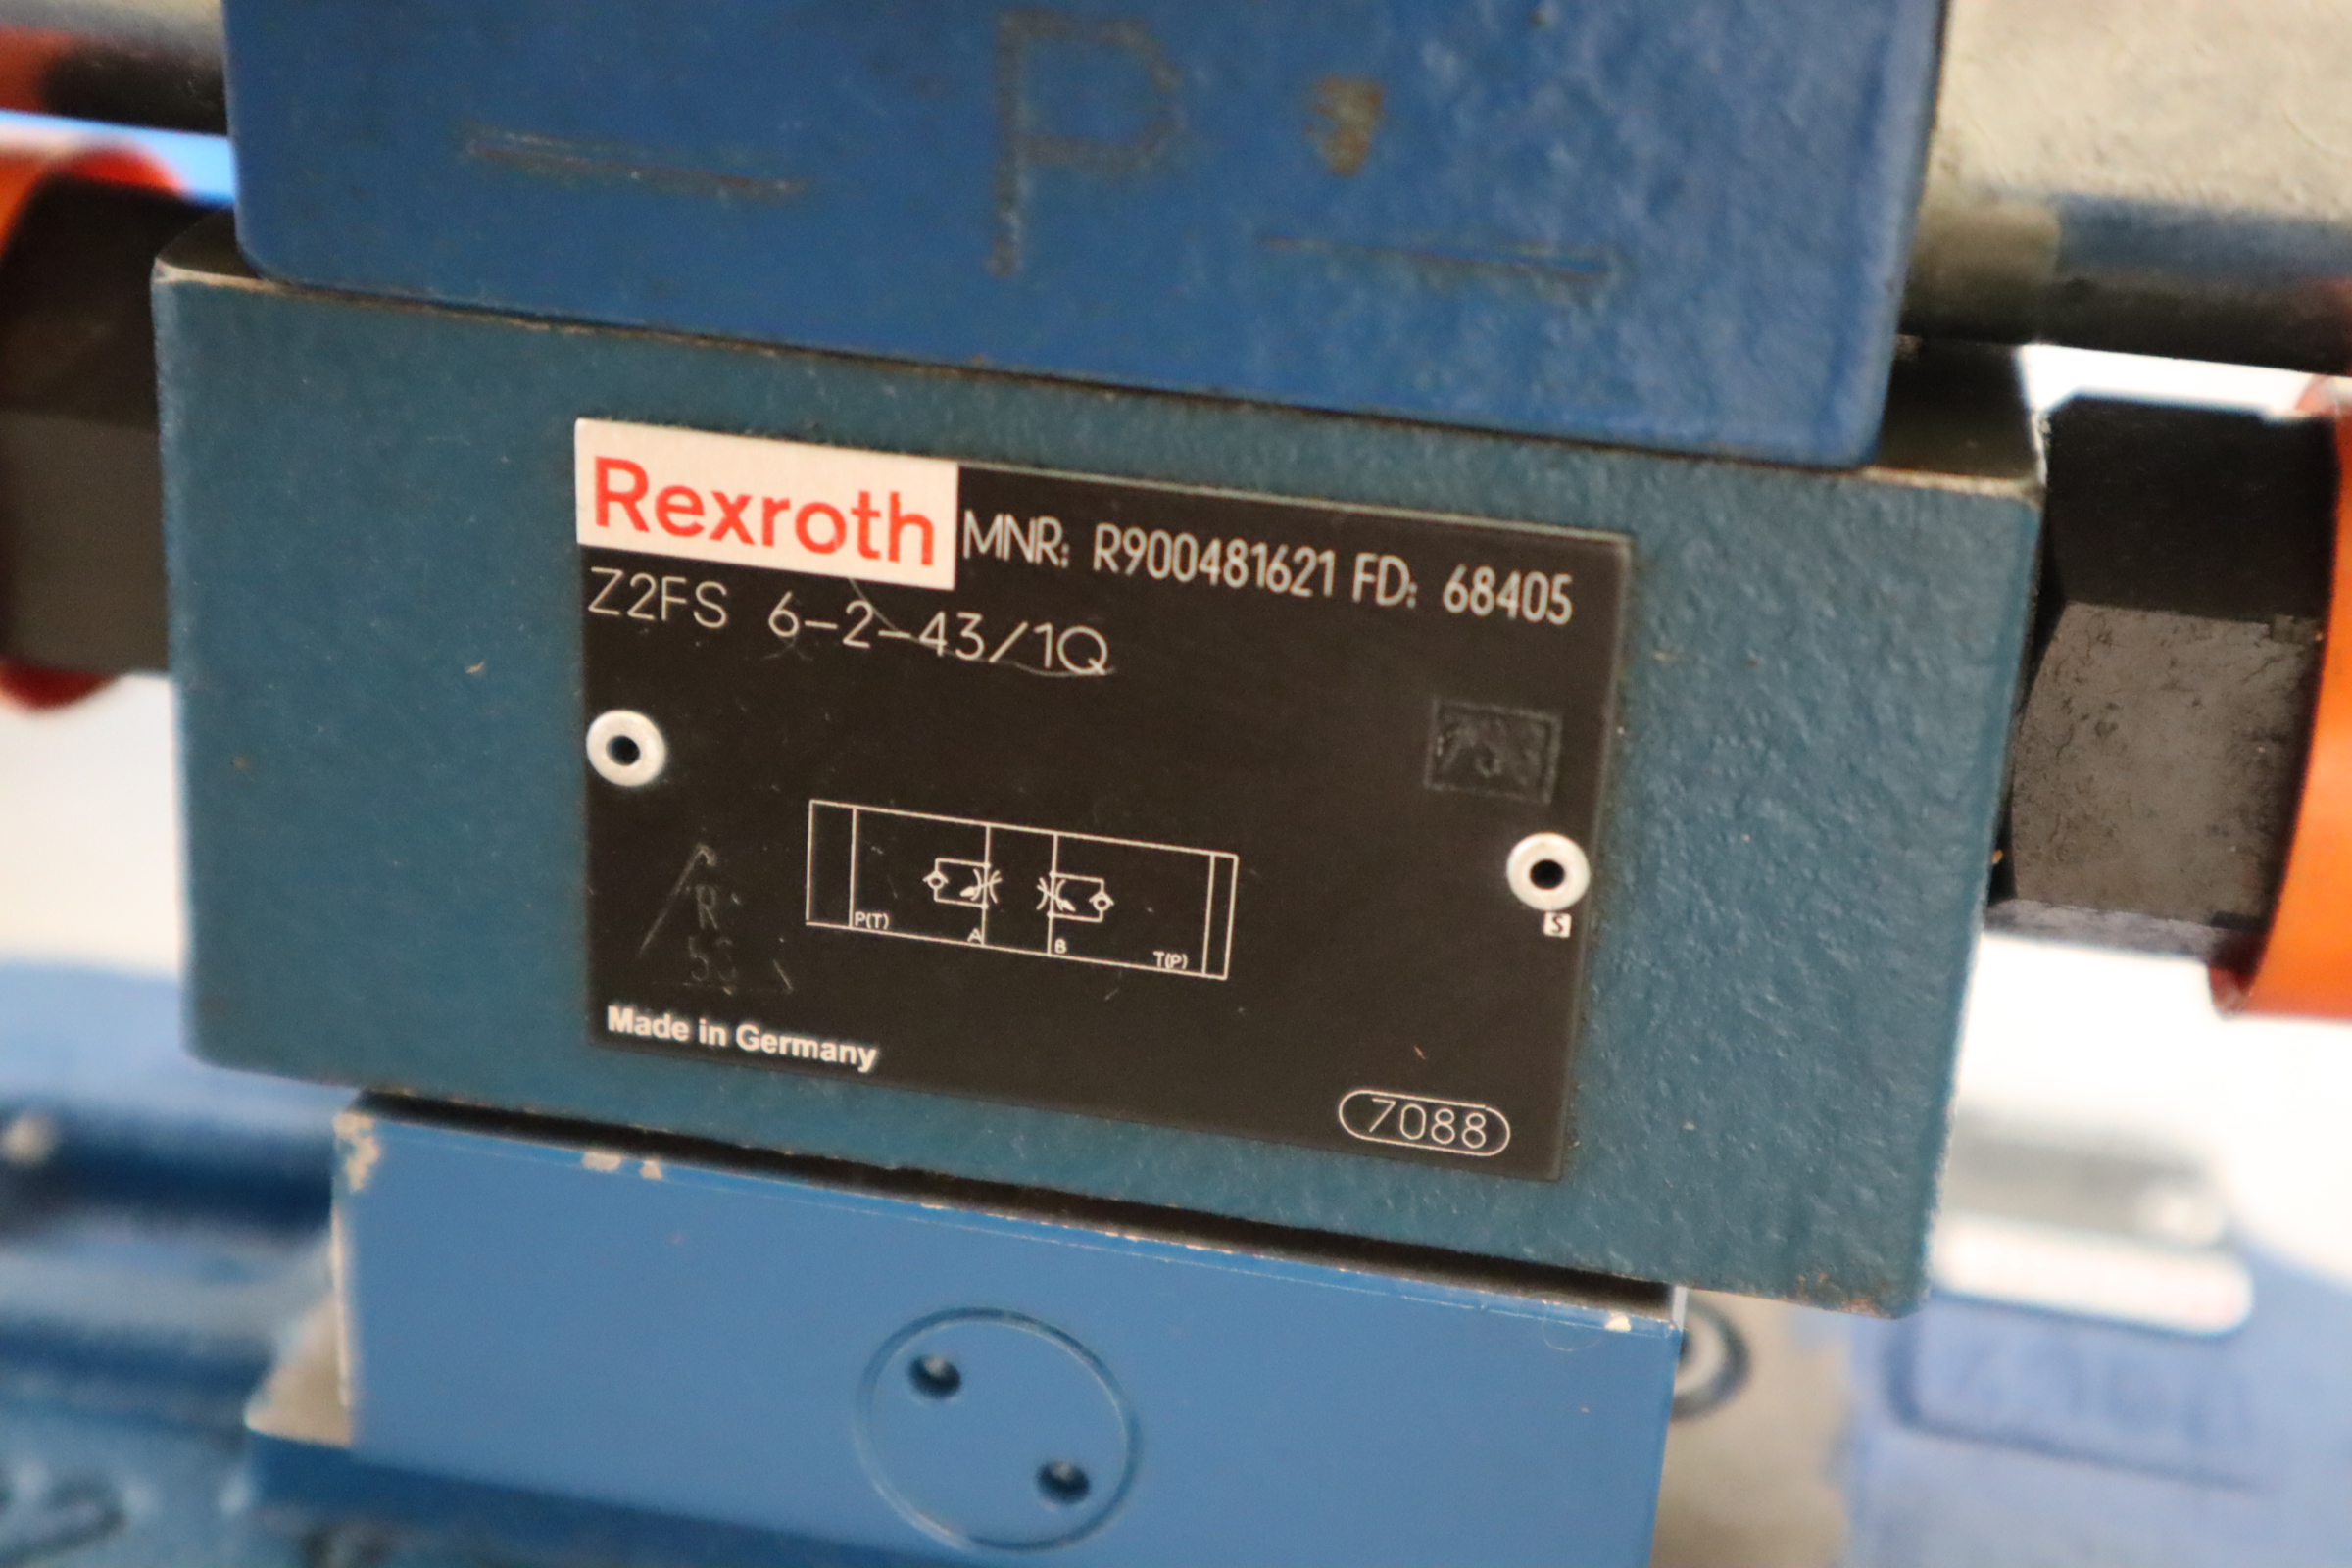 P
Rexroth MNR: R900481621 FD: 68405
Z2FS 6-2-43/1Q
P(T) A B T(P)
S
Made in Germany
7088